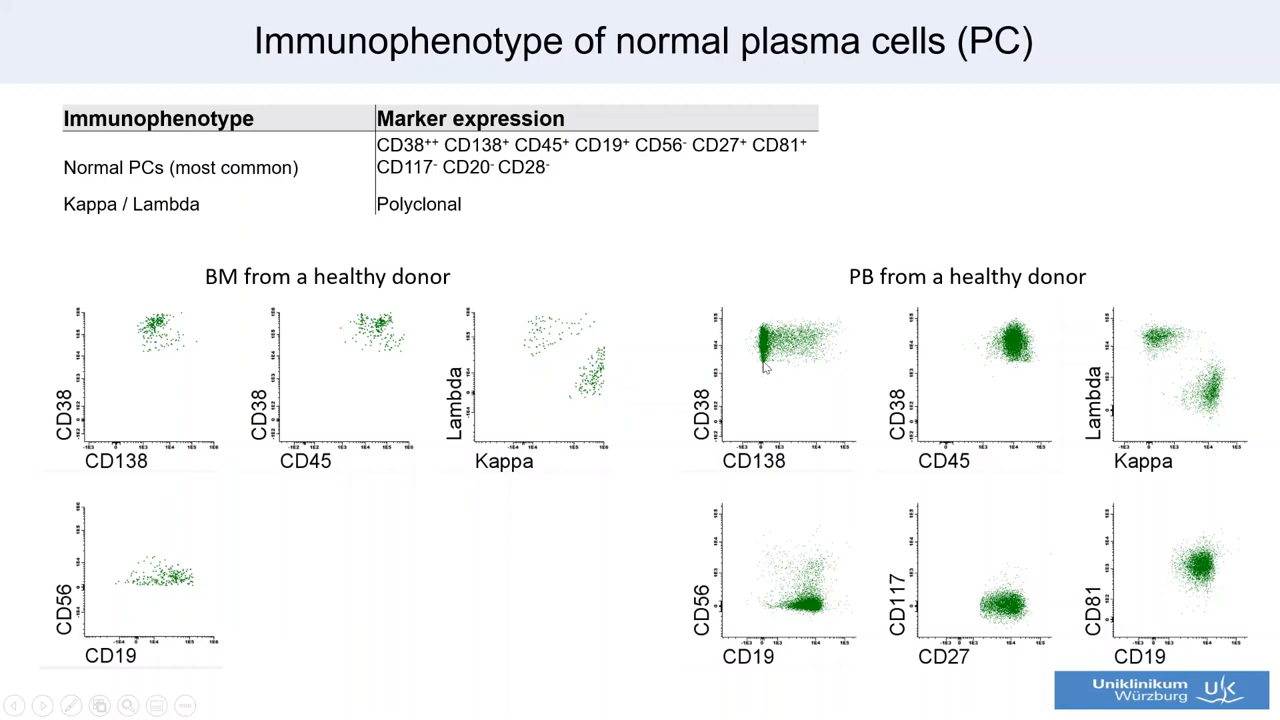 Immunophenotype of normal plasma cells (PC)
Immunophenotype Marker expression
Normal PCs (most common) CD38⁺⁺ CD138⁺ CD45⁺ CD19⁺ CD56⁻ CD27⁺ CD81⁺
CD117⁻ CD20⁻ CD28⁻
Kappa / Lambda Polyclonal
BM from a healthy donor
PB from a healthy donor
CD38
CD138
CD38
CD45
Lambda
Kappa
CD38
CD138
CD38
CD45
Lambda
Kappa
CD56
CD19
CD56
CD19
CD117
CD27
CD81
CD19
Uniklinikum
Würzburg
UK